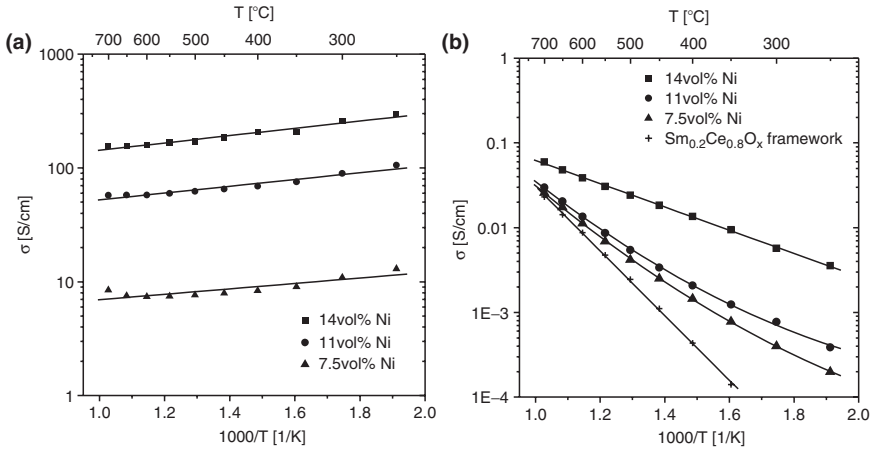 (a)
T [°C]
700 600 500 400 300
1000
100
10
1
σ [S/cm]
14vol% Ni
11vol% Ni
7.5vol% Ni
1.0 1.2 1.4 1.6 1.8 2.0
1000/T [1/K]
(b)
T [°C]
700 600 500 400 300
1
0.1
0.01
1E−3
1E−4
σ [S/cm]
14vol% Ni
11vol% Ni
7.5vol% Ni
Sm₀.₂Ce₀.₈Oₓ framework
1.0 1.2 1.4 1.6 1.8 2.0
1000/T [1/K]